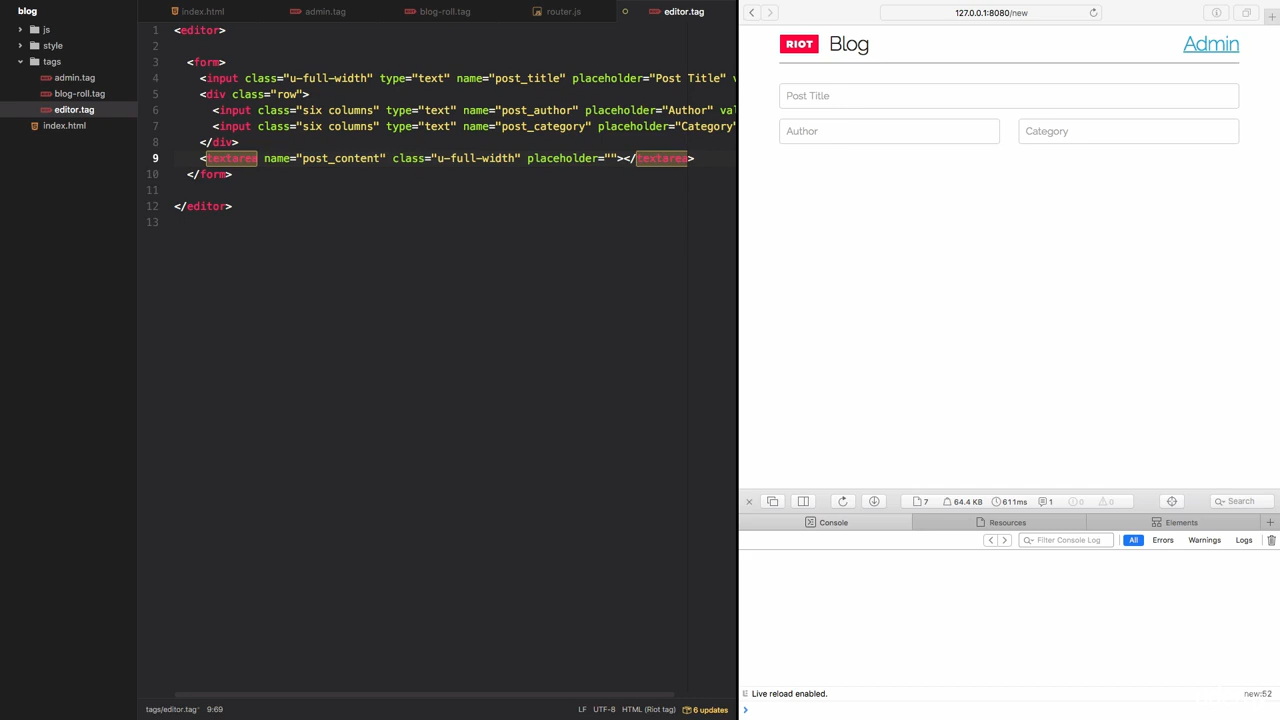 blog
js
style
tags
admin.tag
blog-roll.tag
editor.tag
index.html
index.html
admin.tag
blog-roll.tag
router.js
editor.tag
1 <editor>
2
3 <form>
4 <input class="u-full-width" type="text" name="post_title" placeholder="Post Title" v
5 <div class="row">
6 <input class="six columns" type="text" name="post_author" placeholder="Author" val
7 <input class="six columns" type="text" name="post_category" placeholder="Category"
8 </div>
9 <textarea name="post_content" class="u-full-width" placeholder=""></textarea>
10 </form>
11
12 </editor>
13
tags/editor.tag 9:69
LF UTF-8 HTML (Riot tag) 6 updates
127.0.0.1:8080/new
RIOT Blog
Admin
Post Title
Author
Category
7 64.4 KB 611ms 1 0 0
Search
Console
Resources
Elements
Filter Console Log
All Errors Warnings Logs
Live reload enabled.
new:52